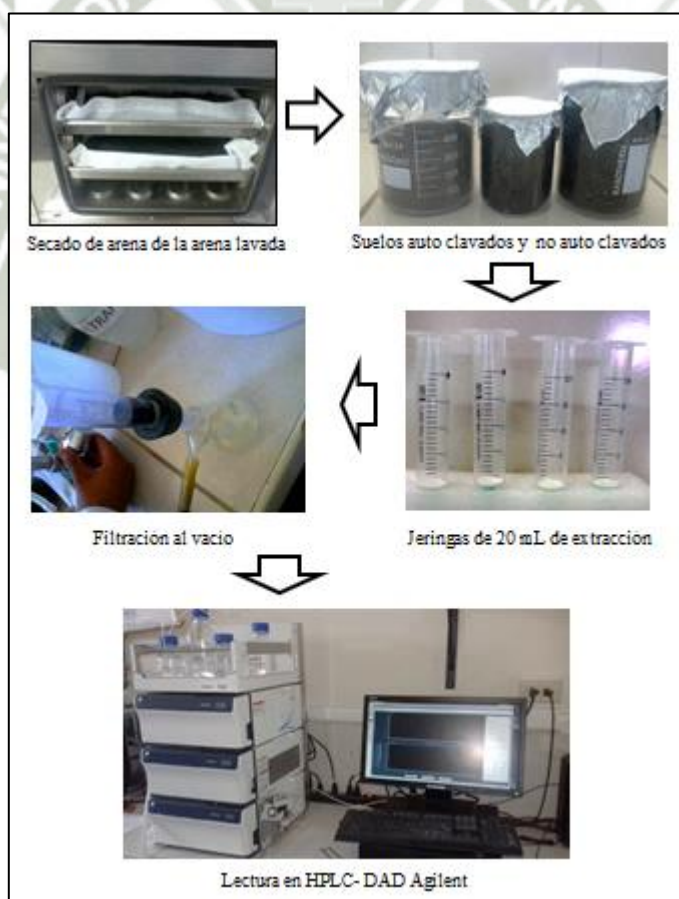 Secado de arena de la arena lavada
Suelos auto clavados y no auto clavados
Filtración al vacio
Jeringas de 20 mL de extracción
Lectura en HPLC- DAD Agilent